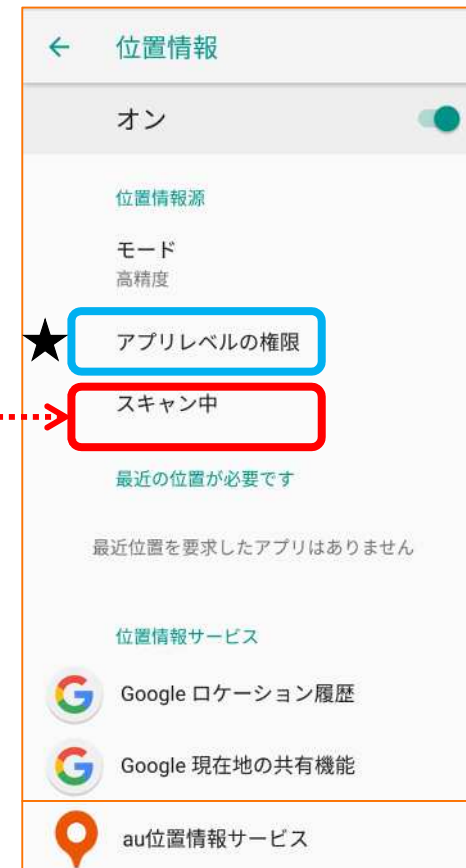 位置情報
オン
位置情報源
モード
高精度
アプリレベルの権限
スキャン中
最近の位置が必要です
最近位置を要求したアプリはありません
位置情報サービス
Google ロケーション履歴
Google 現在地の共有機能
au位置情報サービス